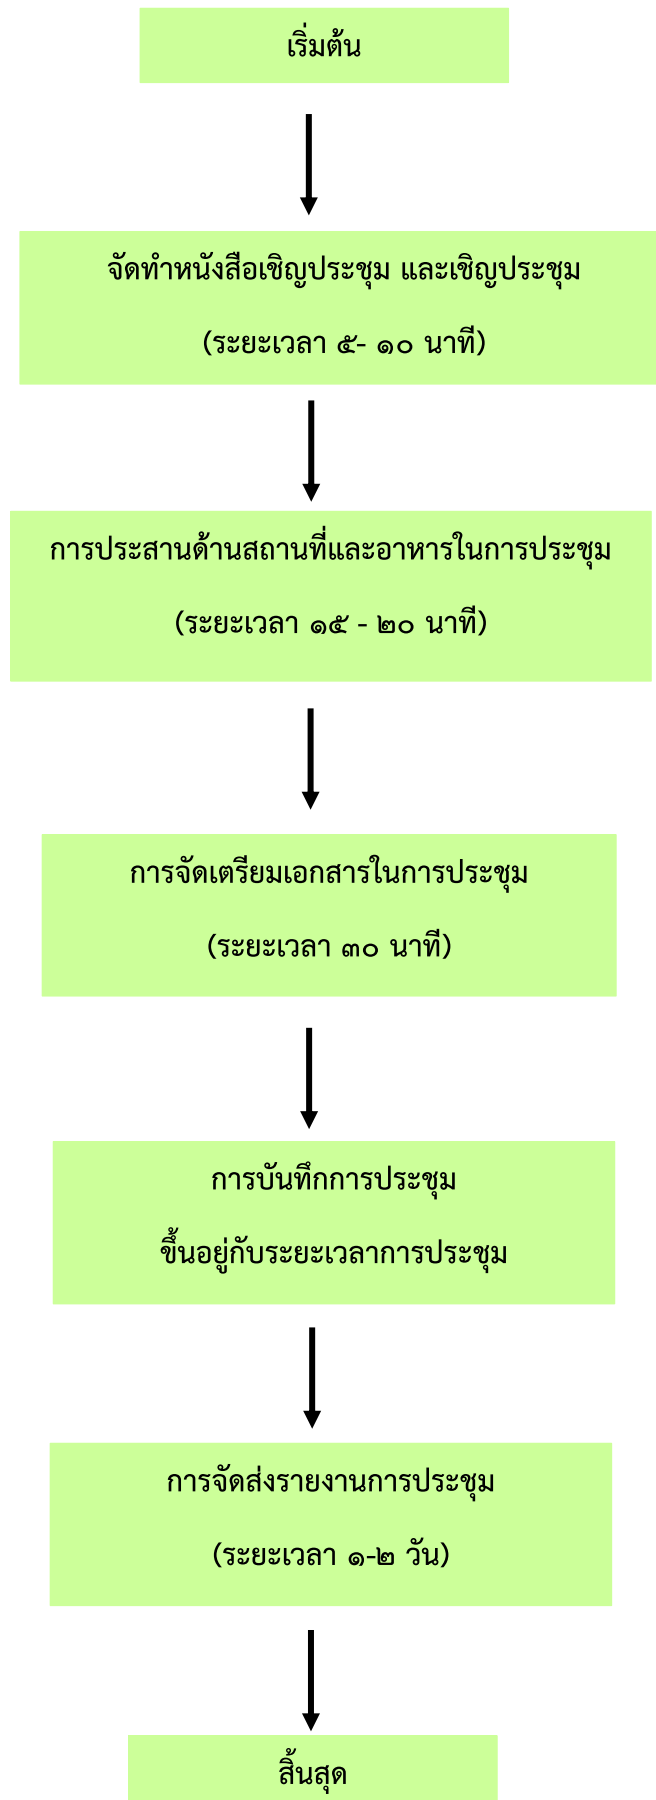 เริ่มต้น
จัดทำหนังสือเชิญประชุม และเชิญประชุม
(ระยะเวลา ๕- ๑๐ นาที)
การประสานด้านสถานที่และอาหารในการประชุม
(ระยะเวลา ๑๕ - ๒๐ นาที)
การจัดเตรียมเอกสารในการประชุม
(ระยะเวลา ๓๐ นาที)
การบันทึกการประชุม
ขึ้นอยู่กับระยะเวลาการประชุม
การจัดส่งรายงานการประชุม
(ระยะเวลา ๑-๒ วัน)
สิ้นสุด